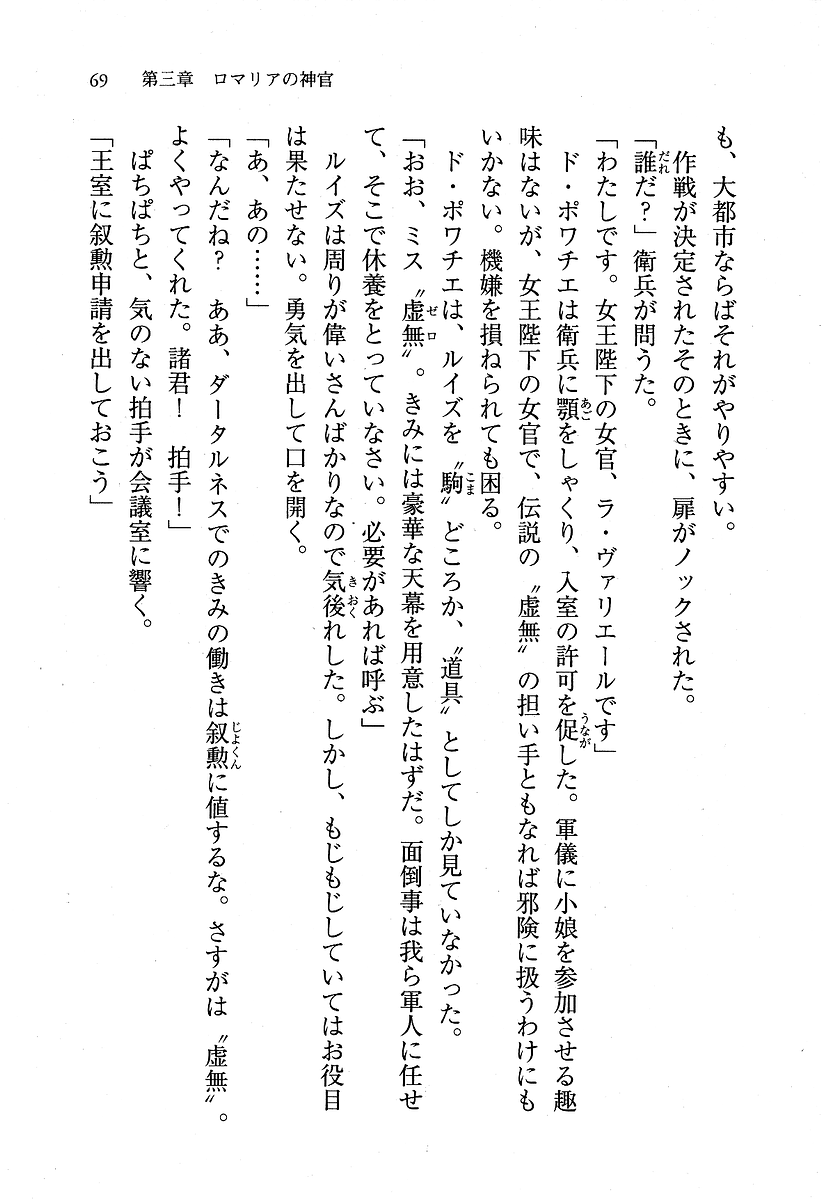 69　第三章　ロマリアの神官
も、大都市ならばそれがやりやすい。
　作戦が決定されたそのときに、扉がノックされた。
「誰だ？」衛兵が問うた。
「わたしです。女王陛下の女官、ラ・ヴァリエールです」
　ド・ポワチエは衛兵に顎をしゃくり、入室の許可を促した。軍儀に小娘を参加させる趣
味はないが、女王陛下の女官で、伝説の〝虚無〟の担い手ともなれば邪険に扱うわけにも
いかない。機嫌を損ねられても困る。
　ド・ポワチエは、ルイズを〝駒〟どころか、〝道具〟としてしか見ていなかった。
「おお、ミス〝虚無〟。きみには豪華な天幕を用意したはずだ。面倒事は我ら軍人に任せ
て、そこで休養をとっていなさい。必要があれば呼ぶ」
　ルイズは周りが偉いさんばかりなので気後れした。しかし、もじもじしていてはお役目
は果たせない。勇気を出して口を開く。
「あ、あの……」
「なんだね？　ああ、ダータルネスでのきみの働きは叙勲に値するな。さすがは〝虚無〟。
よくやってくれた。諸君！　拍手！」
　ぱちぱちと、気のない拍手が会議室に響く。
「王室に叙勲申請を出しておこう」